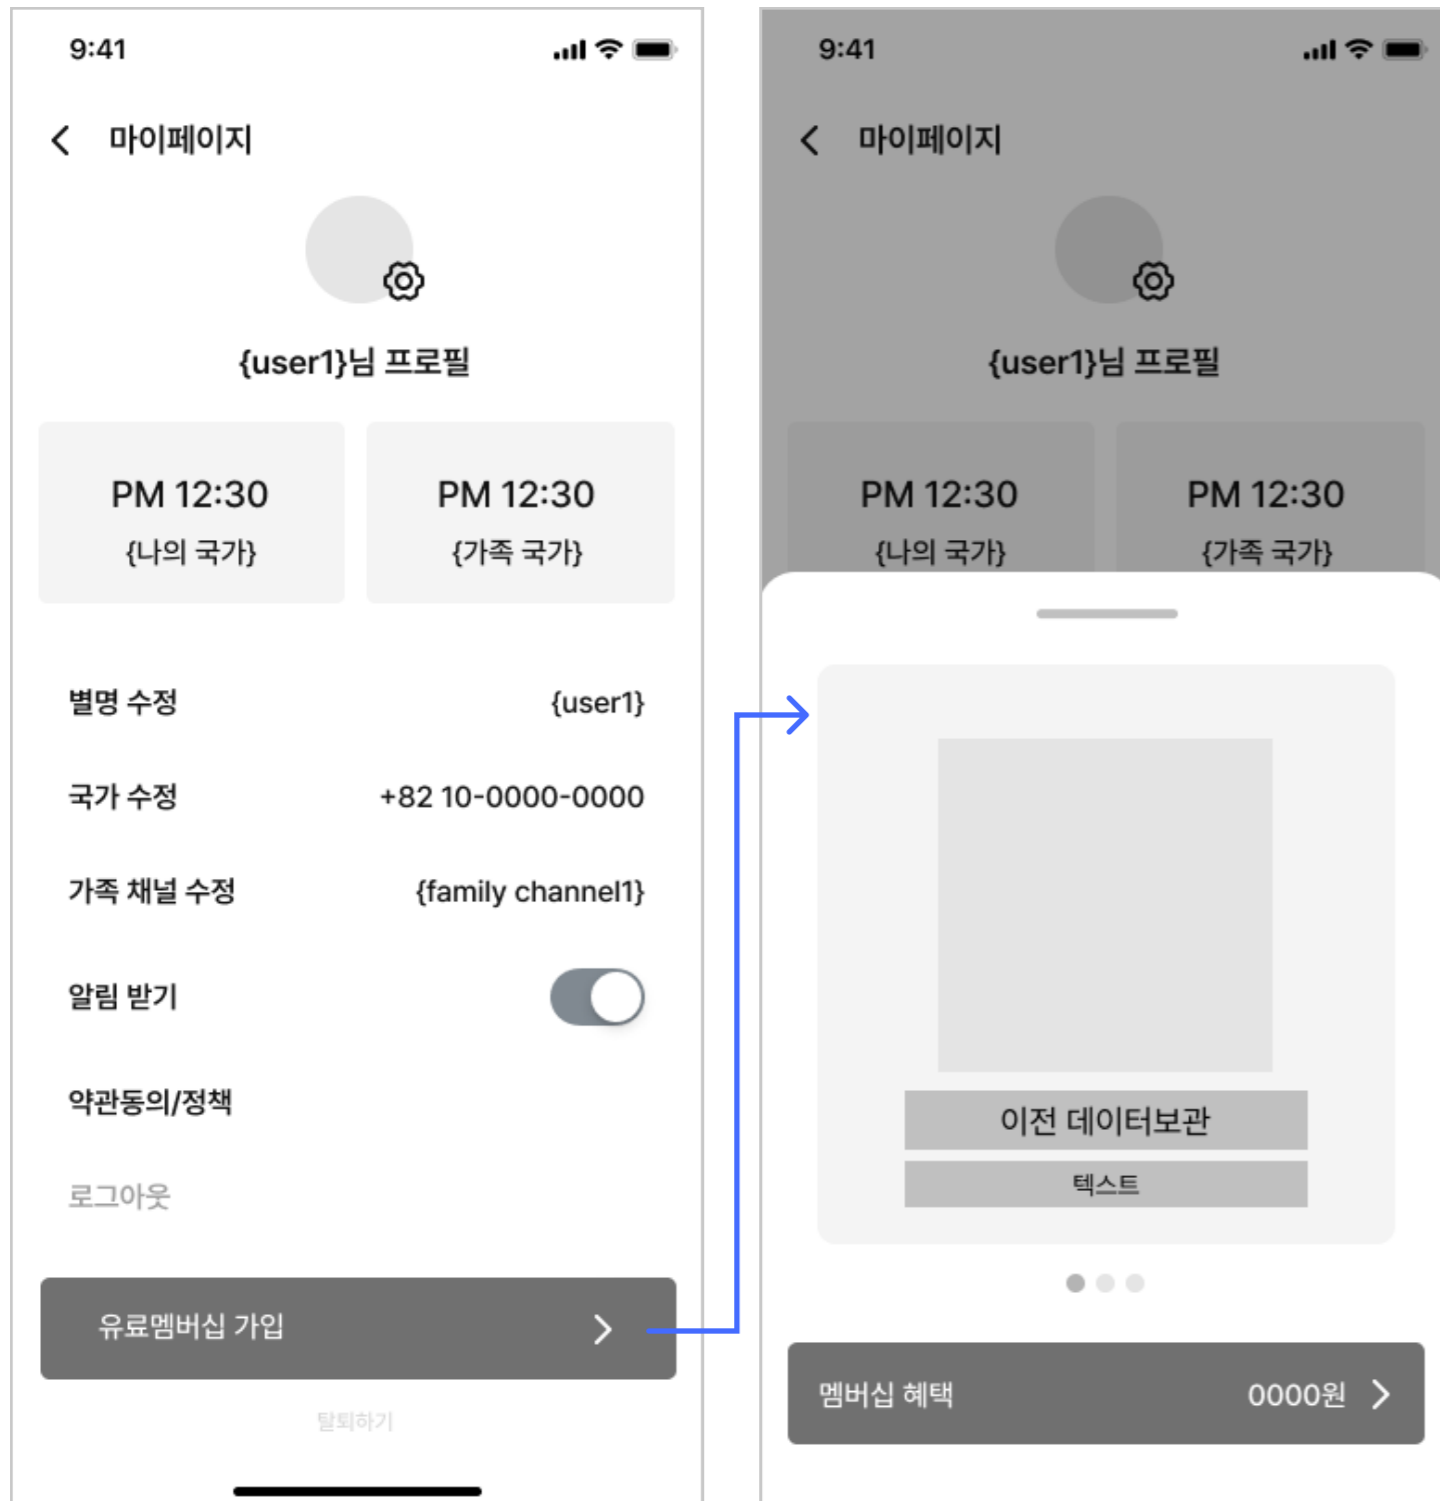 9:41
마이페이지
{user1}님 프로필
PM 12:30
{나의 국가}
PM 12:30
{가족 국가}
별명 수정 {user1}
국가 수정 +82 10-0000-0000
가족 채널 수정 {family channel1}
알림 받기
약관동의/정책
로그아웃
유료멤버십 가입
탈퇴하기
9:41
마이페이지
{user1}님 프로필
PM 12:30
{나의 국가}
PM 12:30
{가족 국가}
이전 데이터보관
텍스트
멤버십 혜택 0000원